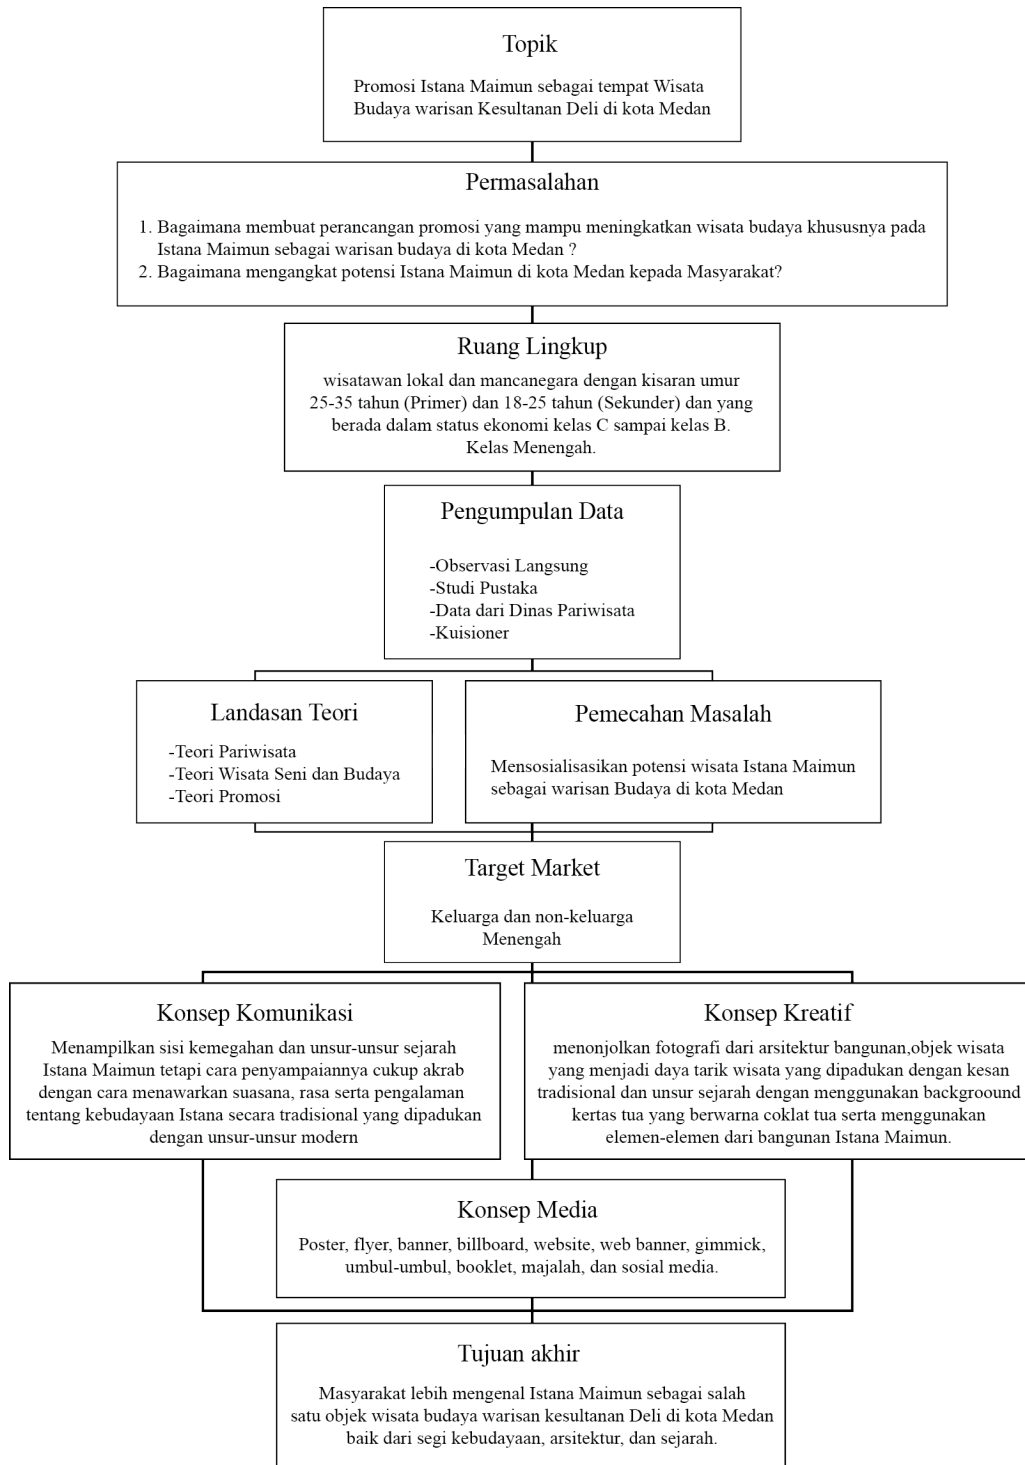 Topik
Promosi Istana Maimun sebagai tempat Wisata
Budaya warisan Kesultanan Deli di kota Medan
Permasalahan
1. Bagaimana membuat perancangan promosi yang mampu meningkatkan wisata budaya khususnya pada
Istana Maimun sebagai warisan budaya di kota Medan ?
2. Bagaimana mengangkat potensi Istana Maimun di kota Medan kepada Masyarakat?
Ruang Lingkup
wisatawan lokal dan mancanegara dengan kisaran umur
25-35 tahun (Primer) dan 18-25 tahun (Sekunder) dan yang
berada dalam status ekonomi kelas C sampai kelas B.
Kelas Menengah.
Pengumpulan Data
-Observasi Langsung
-Studi Pustaka
-Data dari Dinas Pariwisata
-Kuisioner
Landasan Teori
-Teori Pariwisata
-Teori Wisata Seni dan Budaya
-Teori Promosi
Pemecahan Masalah
Mensosialisasikan potensi wisata Istana Maimun
sebagai warisan Budaya di kota Medan
Target Market
Keluarga dan non-keluarga
Menengah
Konsep Komunikasi
Menampilkan sisi kemegahan dan unsur-unsur sejarah
Istana Maimun tetapi cara penyampaiannya cukup akrab
dengan cara menawarkan suasana, rasa serta pengalaman
tentang kebudayaan Istana secara tradisional yang dipadukan
dengan unsur-unsur modern
Konsep Kreatif
menonjolkan fotografi dari arsitektur bangunan,objek wisata
yang menjadi daya tarik wisata yang dipadukan dengan kesan
tradisional dan unsur sejarah dengan menggunakan backgroound
kertas tua yang berwarna coklat tua serta menggunakan
elemen-elemen dari bangunan Istana Maimun.
Konsep Media
Poster, flyer, banner, billboard, website, web banner, gimmick,
umbul-umbul, booklet, majalah, dan sosial media.
Tujuan akhir
Masyarakat lebih mengenal Istana Maimun sebagai salah
satu objek wisata budaya warisan kesultanan Deli di kota Medan
baik dari segi kebudayaan, arsitektur, dan sejarah.